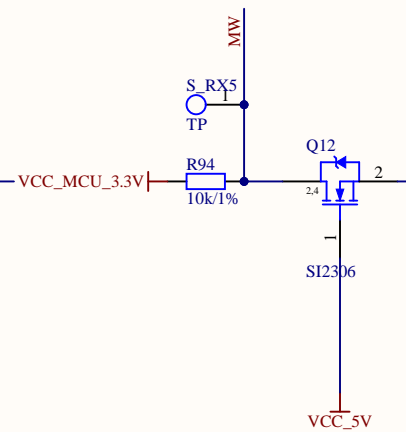 MW
S_RX5
1
TP
Q12
R94
2
VCC_MCU_3.3V
2,4
10k/1%
1
SI2306
VCC_5V